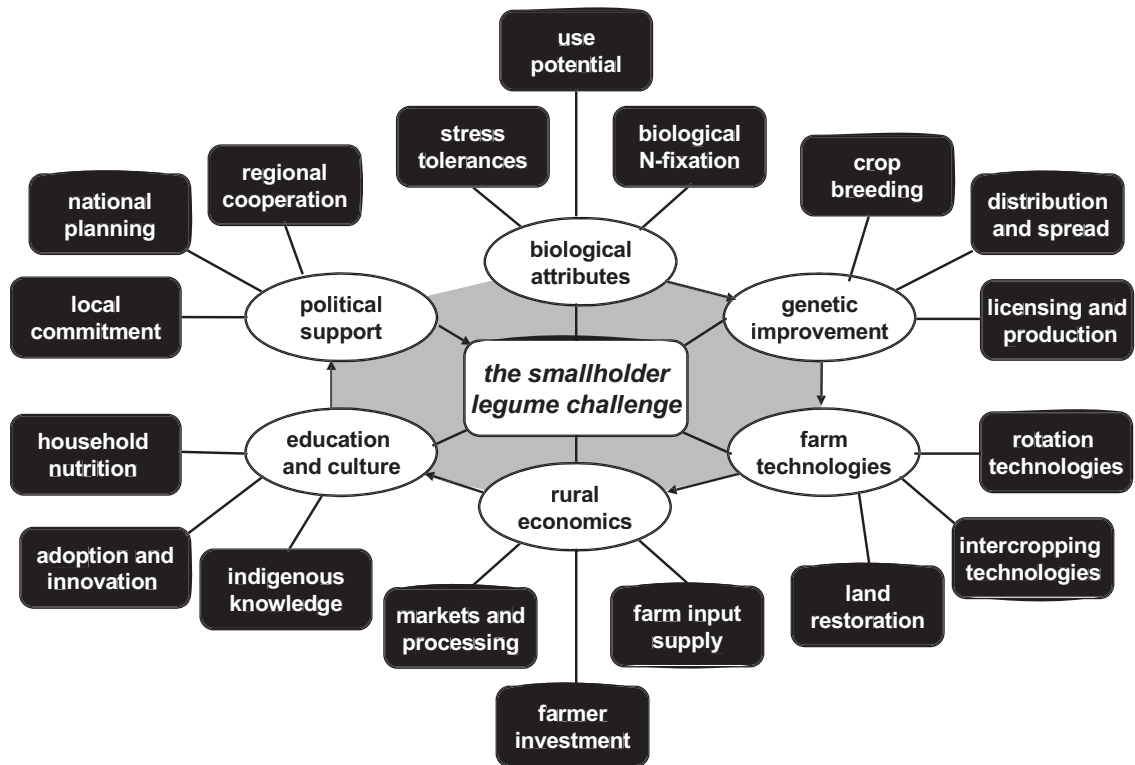 use
potential
stress
tolerances
biological
N-fixation
crop
breeding
regional
cooperation
national
planning
distribution
and spread
biological
attributes
local
commitment
political
support
genetic
improvement
licensing and
production
the smallholder
legume challenge
household
nutrition
education
and culture
farm
technologies
rotation
technologies
rural
economics
adoption and
innovation
indigenous
knowledge
intercropping
technologies
markets and
processing
farm input
supply
land
restoration
farmer
investment